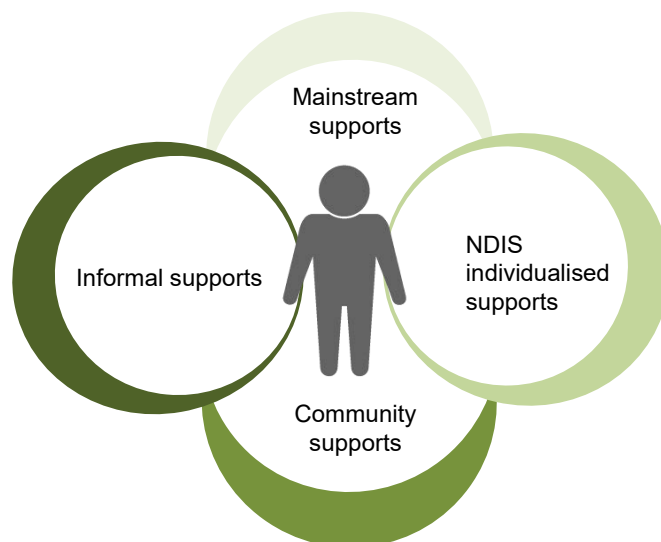 Mainstream
supports
Informal supports
NDIS
individualised
supports
Community
supports